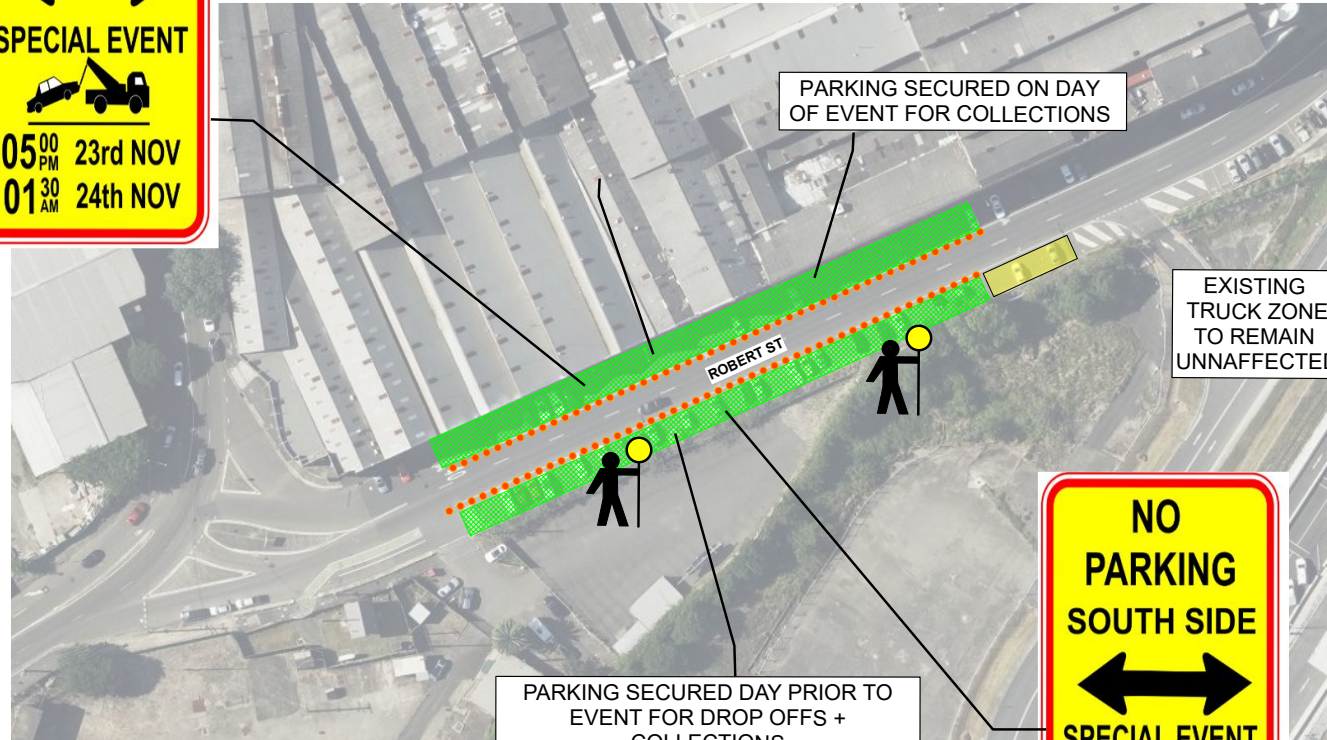 SPECIAL EVENT
05 00 PM 23rd NOV
01 30 AM 24th NOV
PARKING SECURED ON DAY
OF EVENT FOR COLLECTIONS
EXISTING
TRUCK ZONE
TO REMAIN
UNNAFFECTED
ROBERT ST
NO
PARKING
SOUTH SIDE
SPECIAL EVENT
PARKING SECURED DAY PRIOR TO
EVENT FOR DROP OFFS +
COLLECTIONS